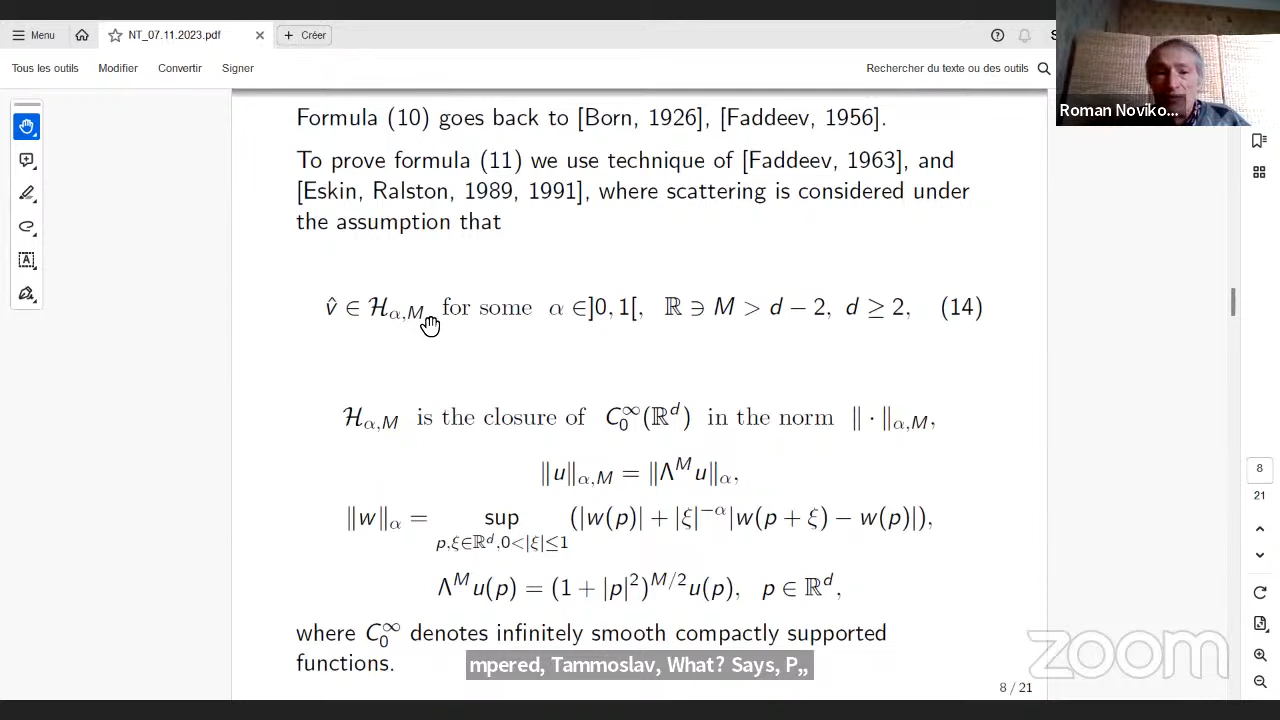 Menu
NT_07.11.2023.pdf
Créer
Tous les outils Modifier Convertir Signer
Rechercher du texte ou des outils
Roman Noviko...
Formula (10) goes back to [Born, 1926], [Faddeev, 1956].
To prove formula (11) we use technique of [Faddeev, 1963], and
[Eskin, Ralston, 1989, 1991], where scattering is considered under
the assumption that
v̂ ∈ ℋ_{α,M} for some α ∈]0, 1[, ℝ ∋ M > d − 2, d ≥ 2, (14)
ℋ_{α,M} is the closure of C_0^∞(ℝ^d) in the norm ‖ · ‖_{α,M},
‖u‖_{α,M} = ‖Λ^M u‖_α,
‖w‖_α = sup_{p,ξ∈ℝ^d,0<|ξ|≤1} (|w(p)| + |ξ|^{−α}|w(p + ξ) − w(p)|),
Λ^M u(p) = (1 + |p|^2)^{M/2} u(p), p ∈ ℝ^d,
where C_0^∞ denotes infinitely smooth compactly supported
functions.
mpered, Tammoslav, What? Says, P,,
8 / 21
8
21
zoom